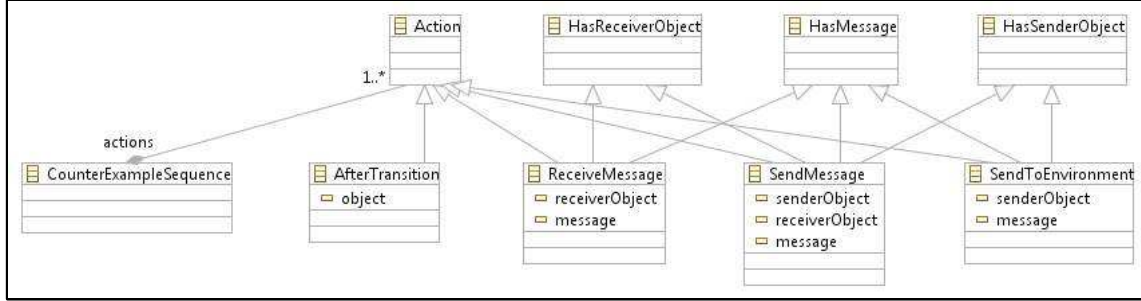 Action
HasReceiverObject
HasMessage
HasSenderObject
1..*
actions
CounterExampleSequence
AfterTransition
object
ReceiveMessage
receiverObject
message
SendMessage
senderObject
receiverObject
message
SendToEnvironment
senderObject
message